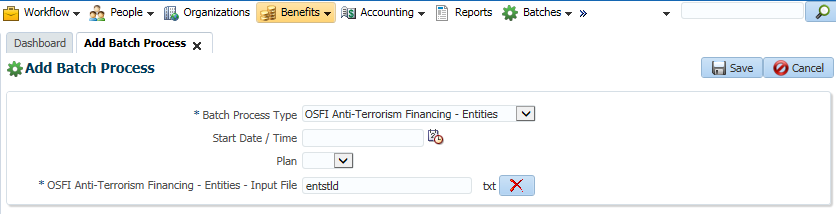 Workflow People Organizations Benefits Accounting Reports Batches »
Dashboard Add Batch Process x
Add Batch Process Save Cancel
* Batch Process Type OSFI Anti-Terrorism Financing - Entities
Start Date / Time
Plan
* OSFI Anti-Terrorism Financing - Entities - Input File entstld txt